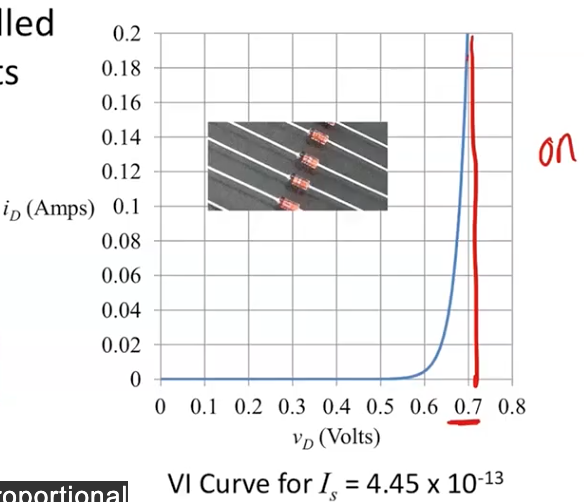 lled
ts
on
0.2
0.18
0.16
0.14
0.12
i_D (Amps) 0.1
0.08
0.06
0.04
0.02
0
0 0.1 0.2 0.3 0.4 0.5 0.6 0.7 0.8
v_D (Volts)
VI Curve for I_s = 4.45 x 10^-13
roportional